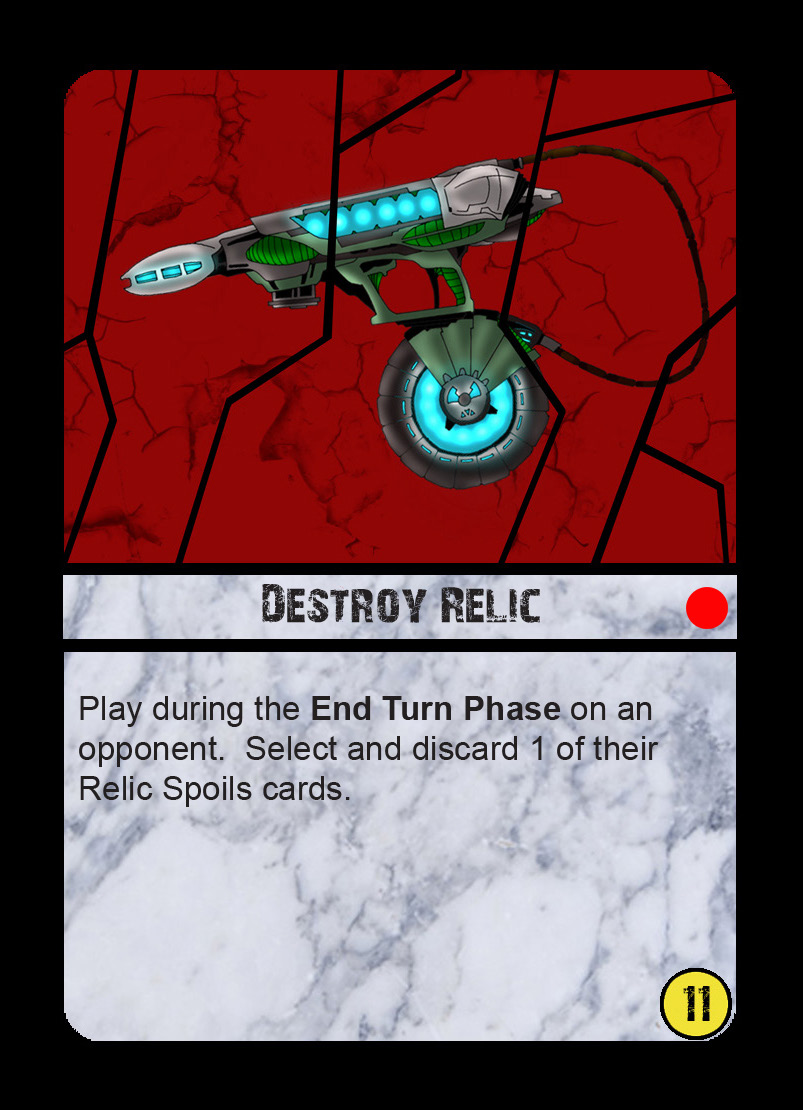 Destroy Relic
Play during the End Turn Phase on an
opponent.  Select and discard 1 of their
Relic Spoils cards.
11